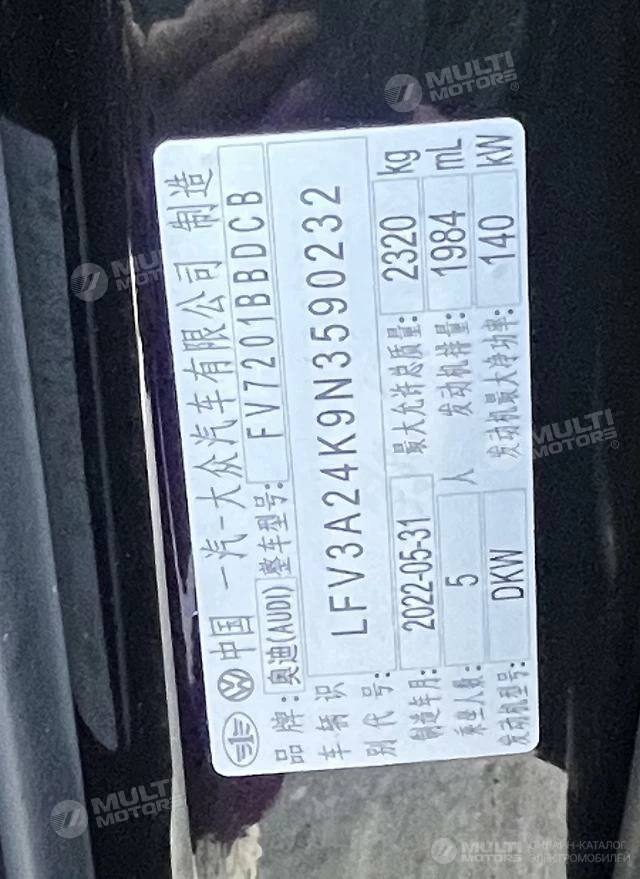 中国 一汽-大众汽车有限公司 制造
品牌: 奥迪(AUDI) 整车型号: FV7201BBDCB
车辆识别代号: LFV3A24K9N3590232
制造年月: 2022-05-31 最大允许总质量: 2320 kg
乘坐人数: 5 人 发动机排量: 1984 mL
发动机型号: DKW 发动机最大净功率: 140 kW
MULTI MOTORS®
MULTI MOTORS
MULTI MOTORS
MULTI MOTORS
MULTI MOTORS ОНЛАЙН-КАТАЛОГ ЭЛЕКТРОМОБИЛЕЙ